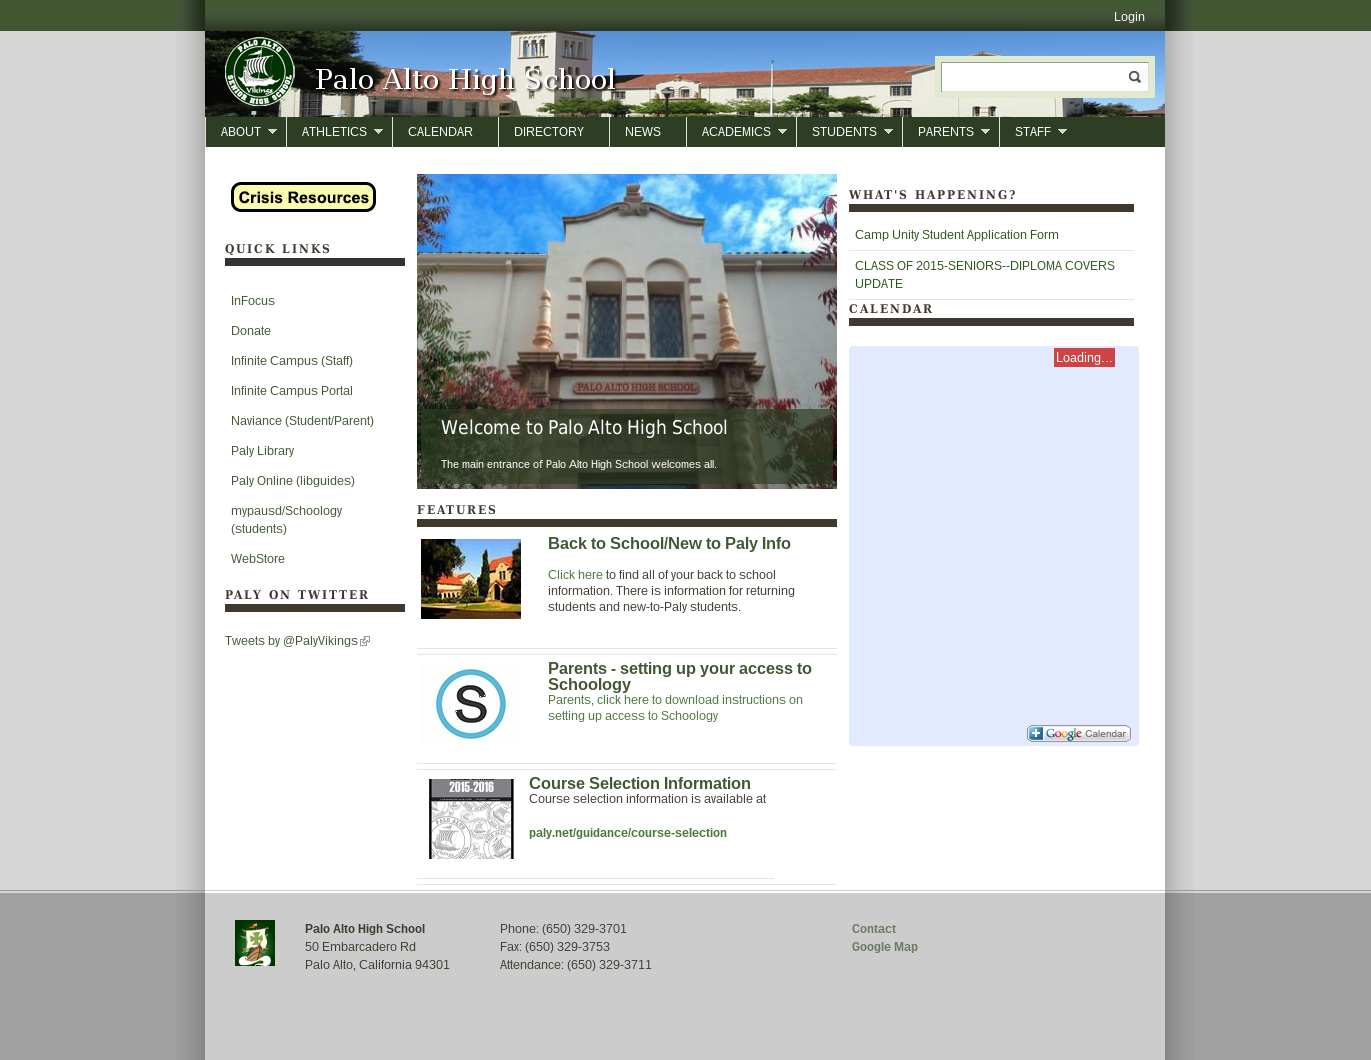 Login
PALO ALTO
SENIOR HIGH SCHOOL
Vikings
Palo Alto High School
ABOUT
ATHLETICS
CALENDAR
DIRECTORY
NEWS
ACADEMICS
STUDENTS
PARENTS
STAFF
Crisis Resources
QUICK LINKS
InFocus
Donate
Infinite Campus (Staff)
Infinite Campus Portal
Naviance (Student/Parent)
Paly Library
Paly Online (libguides)
mypausd/Schoology
(students)
WebStore
PALY ON TWITTER
Tweets by @PalyVikings
PALO ALTO HIGH SCHOOL
Welcome to Palo Alto High School
The main entrance of Palo Alto High School welcomes all.
FEATURES
Back to School/New to Paly Info
Click here to find all of your back to school
information. There is information for returning
students and new-to-Paly students.
S
Parents - setting up your access to
Schoology
Parents, click here to download instructions on
setting up access to Schoology
2015-2016
Course Selection Information
Course selection information is available at
paly.net/guidance/course-selection
WHAT'S HAPPENING?
Camp Unity Student Application Form
CLASS OF 2015-SENIORS--DIPLOMA COVERS
UPDATE
CALENDAR
Loading...
Google Calendar
Palo Alto High School
50 Embarcadero Rd
Palo Alto, California 94301
Phone: (650) 329-3701
Fax: (650) 329-3753
Attendance: (650) 329-3711
Contact
Google Map